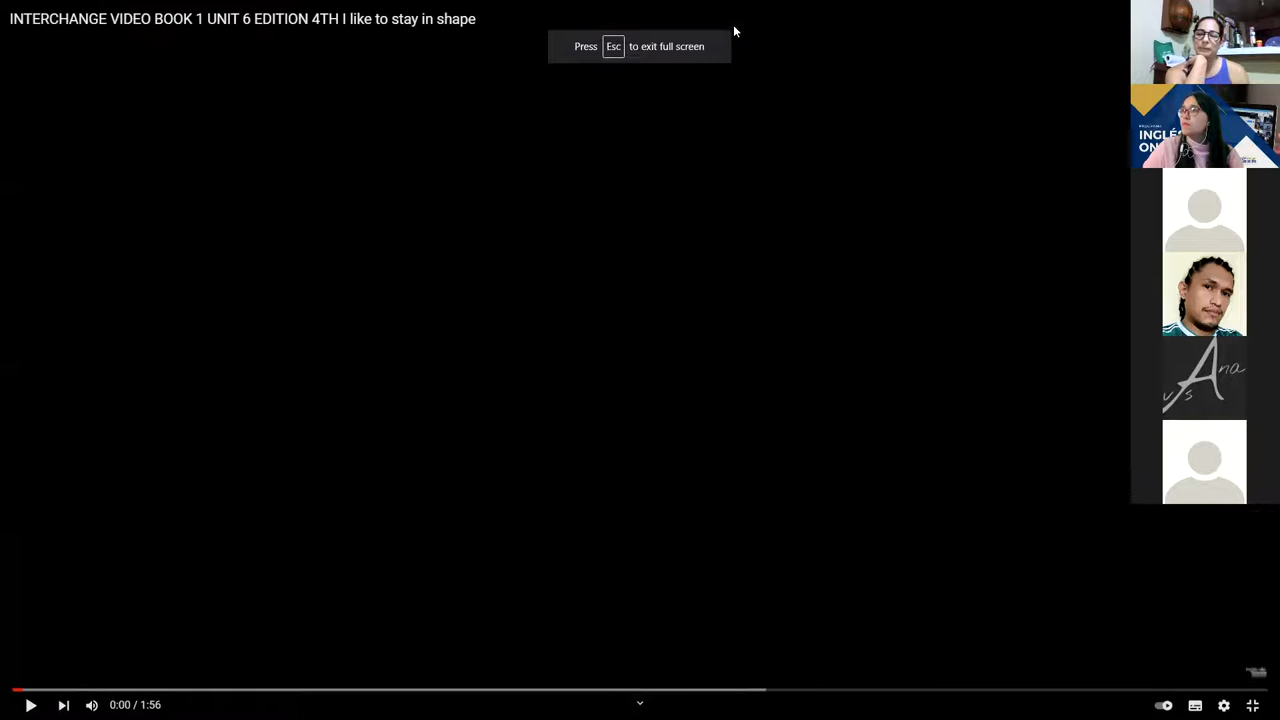 INTERCHANGE VIDEO BOOK 1 UNIT 6 EDITION 4TH I like to stay in shape
Press Esc to exit full screen
INGLÉS
ON
Ana
0:00 / 1:56